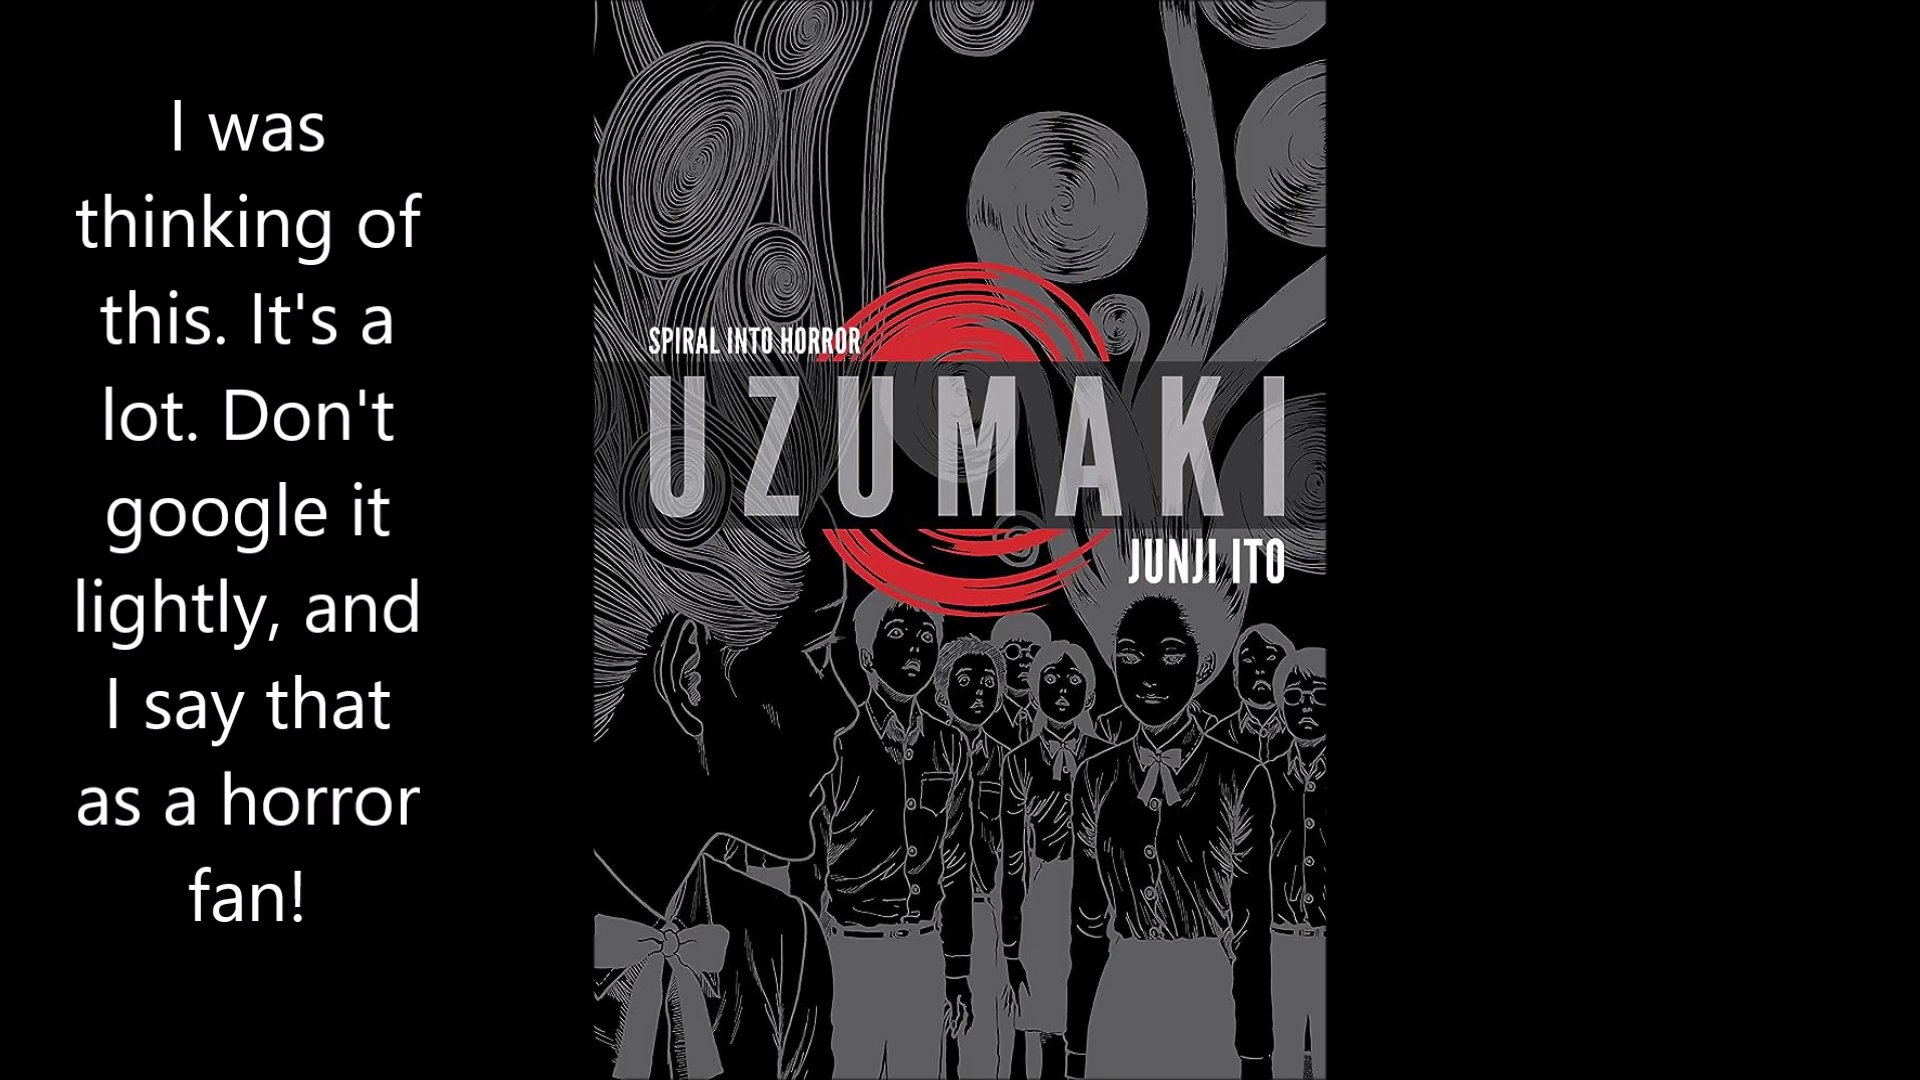 I was
thinking of
this. It's a
lot. Don't
google it
lightly, and
I say that
as a horror
fan!
SPIRAL INTO HORROR
UZUMAKI
JUNJI ITO